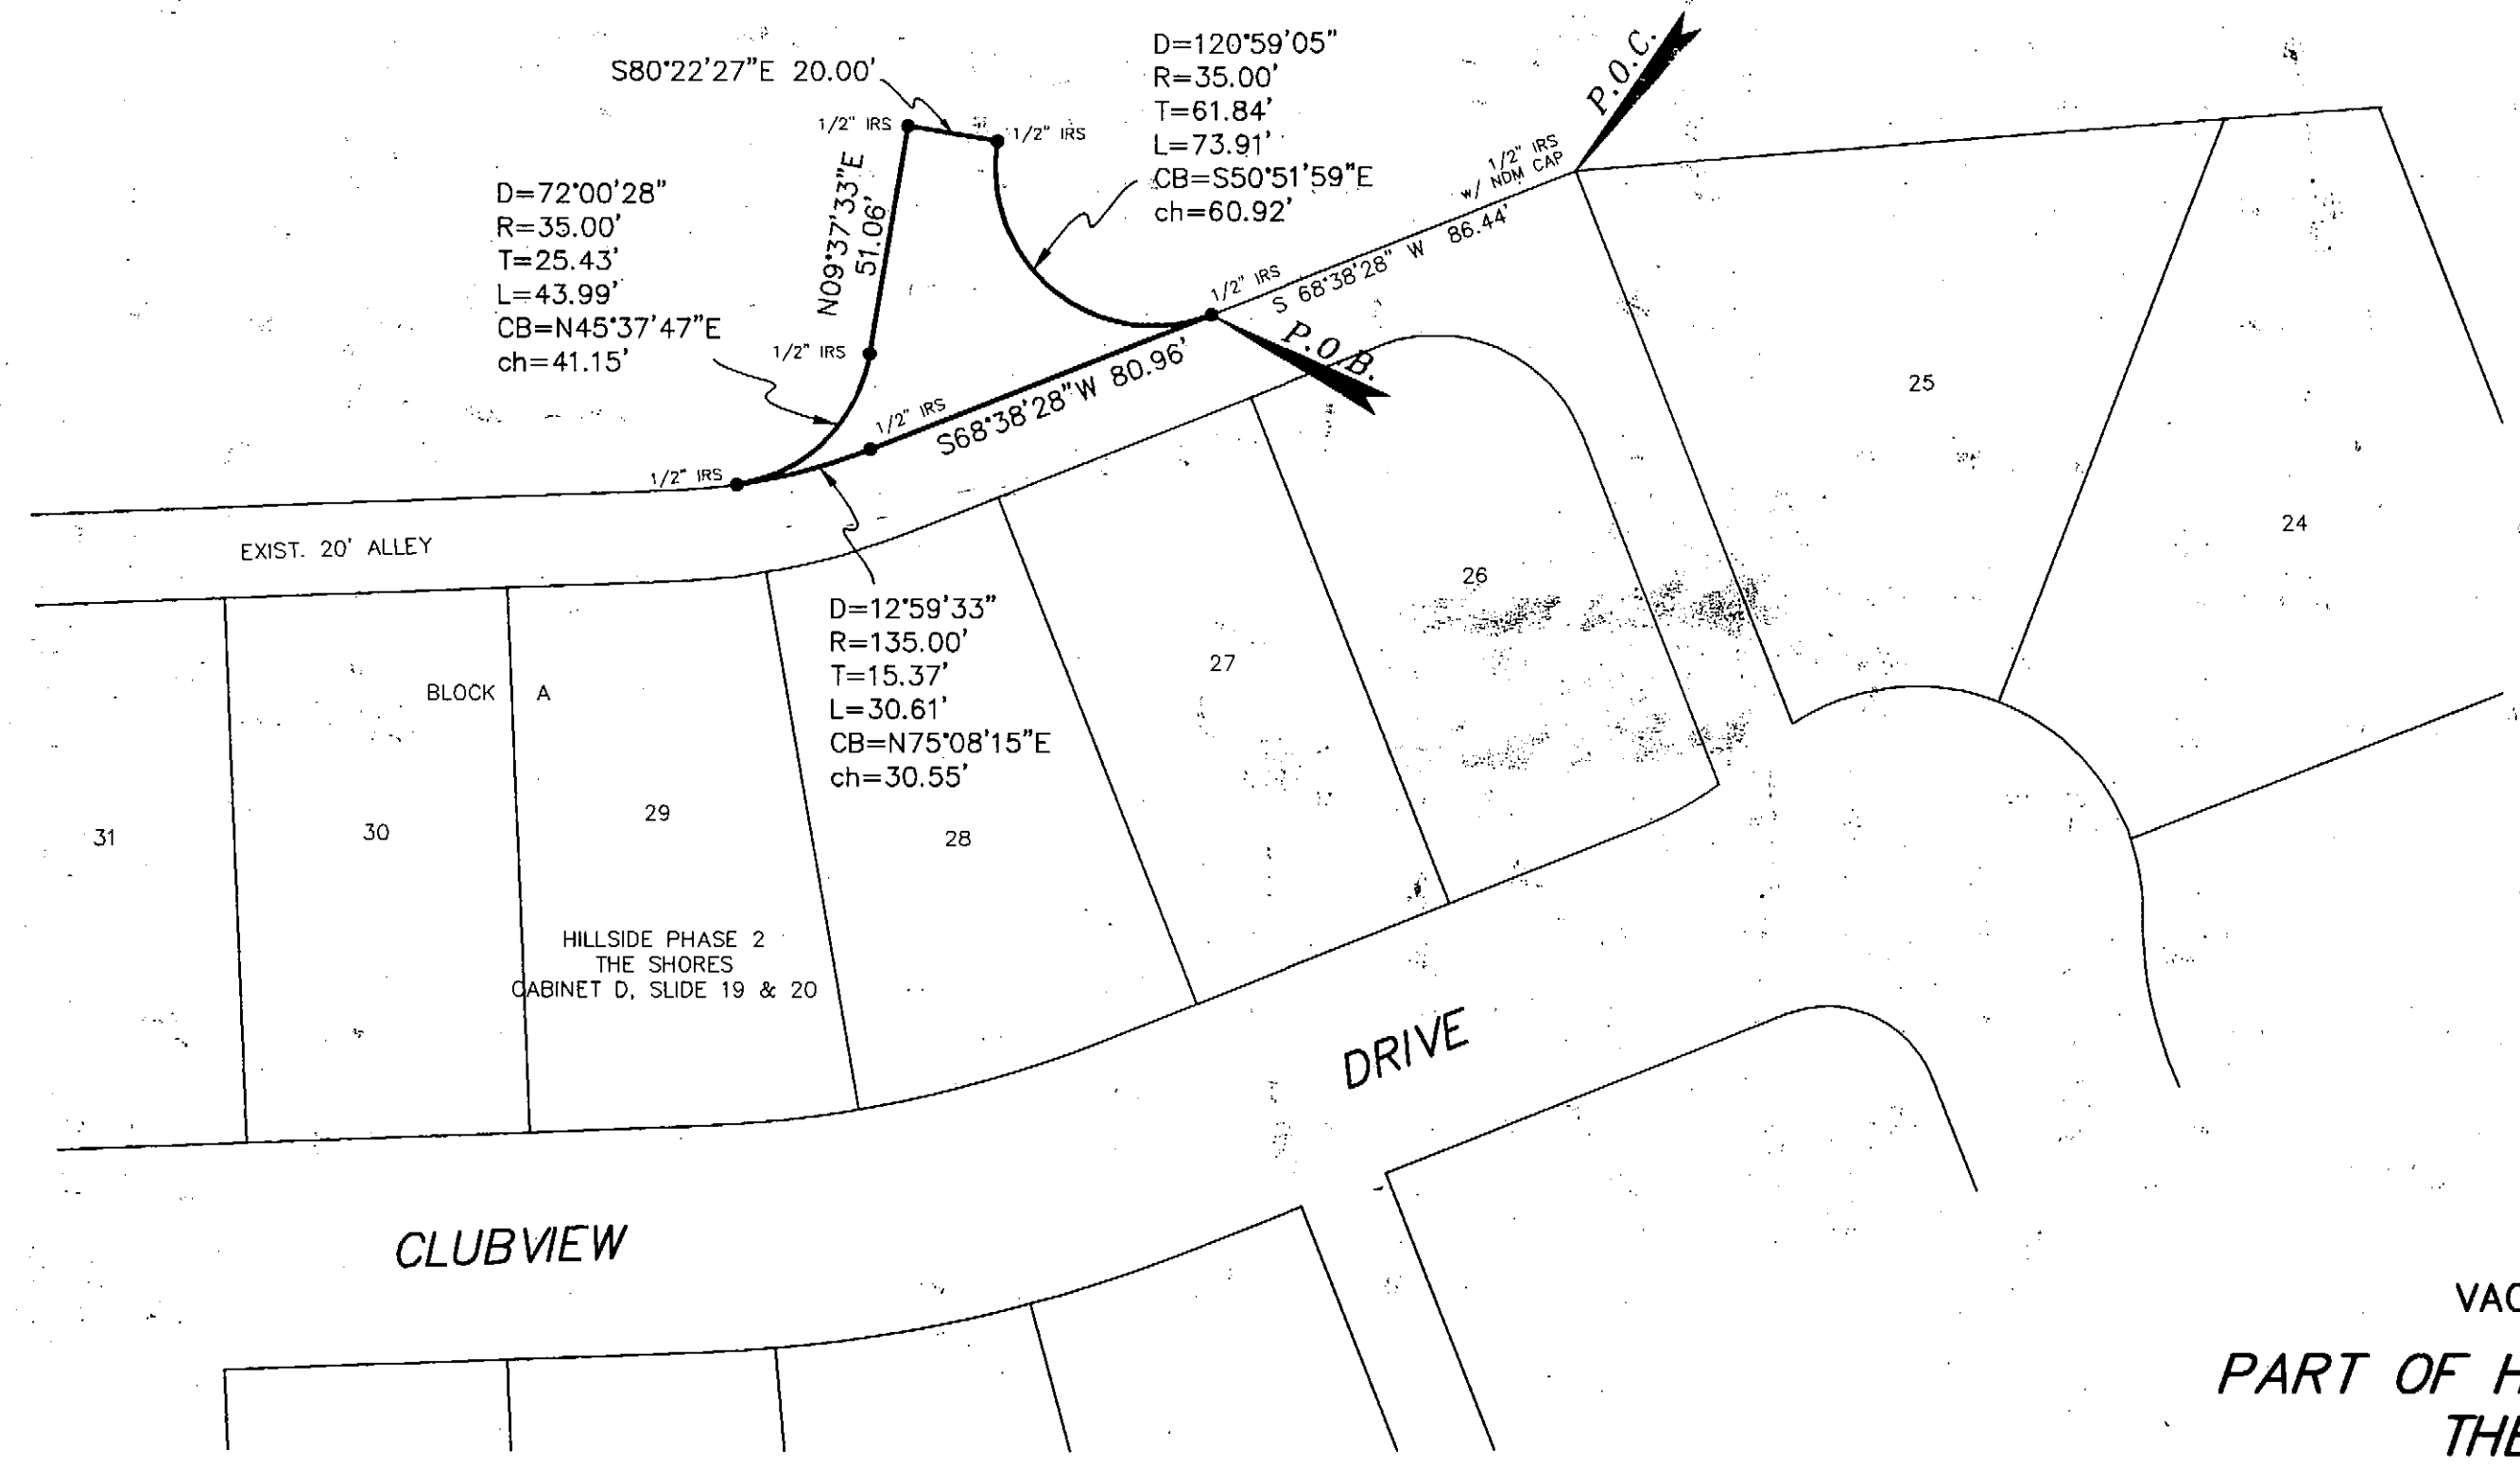 S80°22'27"E 20.00'
D=120°59'05"
R=35.00'
T=61.84'
L=73.91'
CB=S50°51'59"E
ch=60.92'
P.O.C.
1/2" IRS
1/2" IRS
1/2" IRS
w/ NDM CAP
D=72°00'28"
R=35.00'
T=25.43'
L=43.99'
CB=N45°37'47"E
ch=41.15'
N09°37'33"E
51.06'
S 68°38'28" W 86.44'
1/2" IRS
P.O.B.
1/2" IRS
S68°38'28"W 80.96'
1/2" IRS
1/2" IRS
25
24
EXIST. 20' ALLEY
26
D=12°59'33"
R=135.00'
T=15.37'
L=30.61'
CB=N75°08'15"E
ch=30.55'
27
BLOCK A
31
30
29
28
HILLSIDE PHASE 2
THE SHORES
CABINET D, SLIDE 19 & 20
DRIVE
CLUBVIEW
VAC
PART OF H
THE